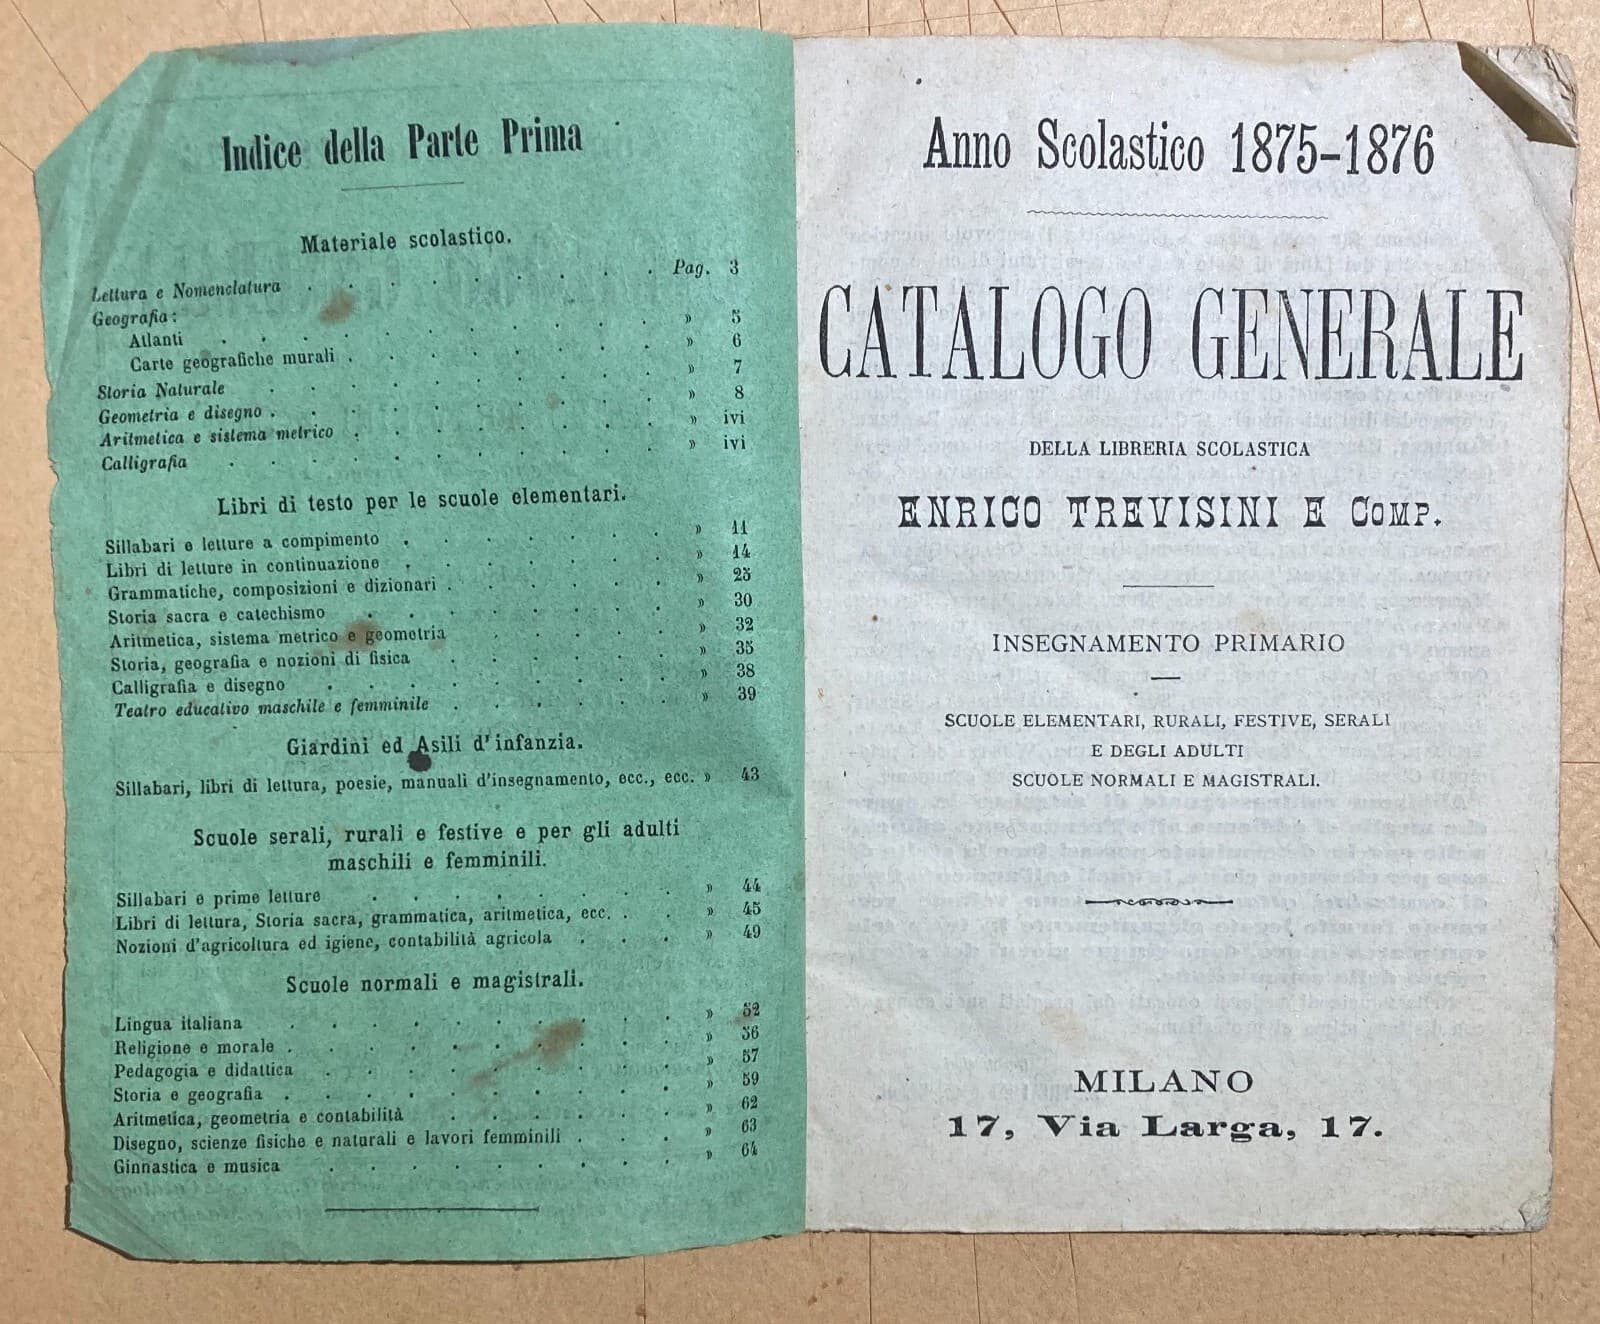 Indice della Parte Prima
Materiale scolastico.
Lettura e Nomenclatura . . . . . . . . . Pag. 3
Geografia:
Atlanti . . . . . . . . . . . » 5
Carte geografiche murali . . . . . . . . » 6
Storia Naturale . . . . . . . . . . » 7
Geometria e disegno . . . . . . . . . . » 8
Aritmetica e sistema metrico . . . . . . . . » ivi
Calligrafia . . . . . . . . . . . » ivi
Libri di testo per le scuole elementari.
Sillabari e letture a compimento . . . . . . . » 11
Libri di letture in continuazione . . . . . . . » 14
Grammatiche, composizioni e dizionari . . . . . . » 25
Storia sacra e catechismo . . . . . . . . » 30
Aritmetica, sistema metrico e geometria . . . . . » 32
Storia, geografia e nozioni di fisica . . . . . . » 35
Calligrafia e disegno . . . . . . . . . » 38
Teatro educativo maschile e femminile . . . . . . » 39
Giardini ed Asili d'infanzia.
Sillabari, libri di lettura, poesie, manuali d'insegnamento, ecc., ecc. » 43
Scuole serali, rurali e festive e per gli adulti
maschili e femminili.
Sillabari e prime letture . . . . . . . . » 44
Libri di lettura, Storia sacra, grammatica, aritmetica, ecc. . . » 45
Nozioni d'agricoltura ed igiene, contabilità agricola . . . » 49
Scuole normali e magistrali.
Lingua italiana . . . . . . . . . . » 52
Religione e morale . . . . . . . . . . » 56
Pedagogia e didattica . . . . . . . . . » 57
Storia e geografia . . . . . . . . . . » 59
Aritmetica, geometria e contabilità . . . . . . » 62
Disegno, scienze fisiche e naturali e lavori femminili . . . » 63
Ginnastica e musica . . . . . . . . . » 64
Anno Scolastico 1875-1876
CATALOGO GENERALE
DELLA LIBRERIA SCOLASTICA
ENRICO TREVISINI E COMP.
INSEGNAMENTO PRIMARIO
SCUOLE ELEMENTARI, RURALI, FESTIVE, SERALI
E DEGLI ADULTI
SCUOLE NORMALI E MAGISTRALI.
MILANO
17, Via Larga, 17.